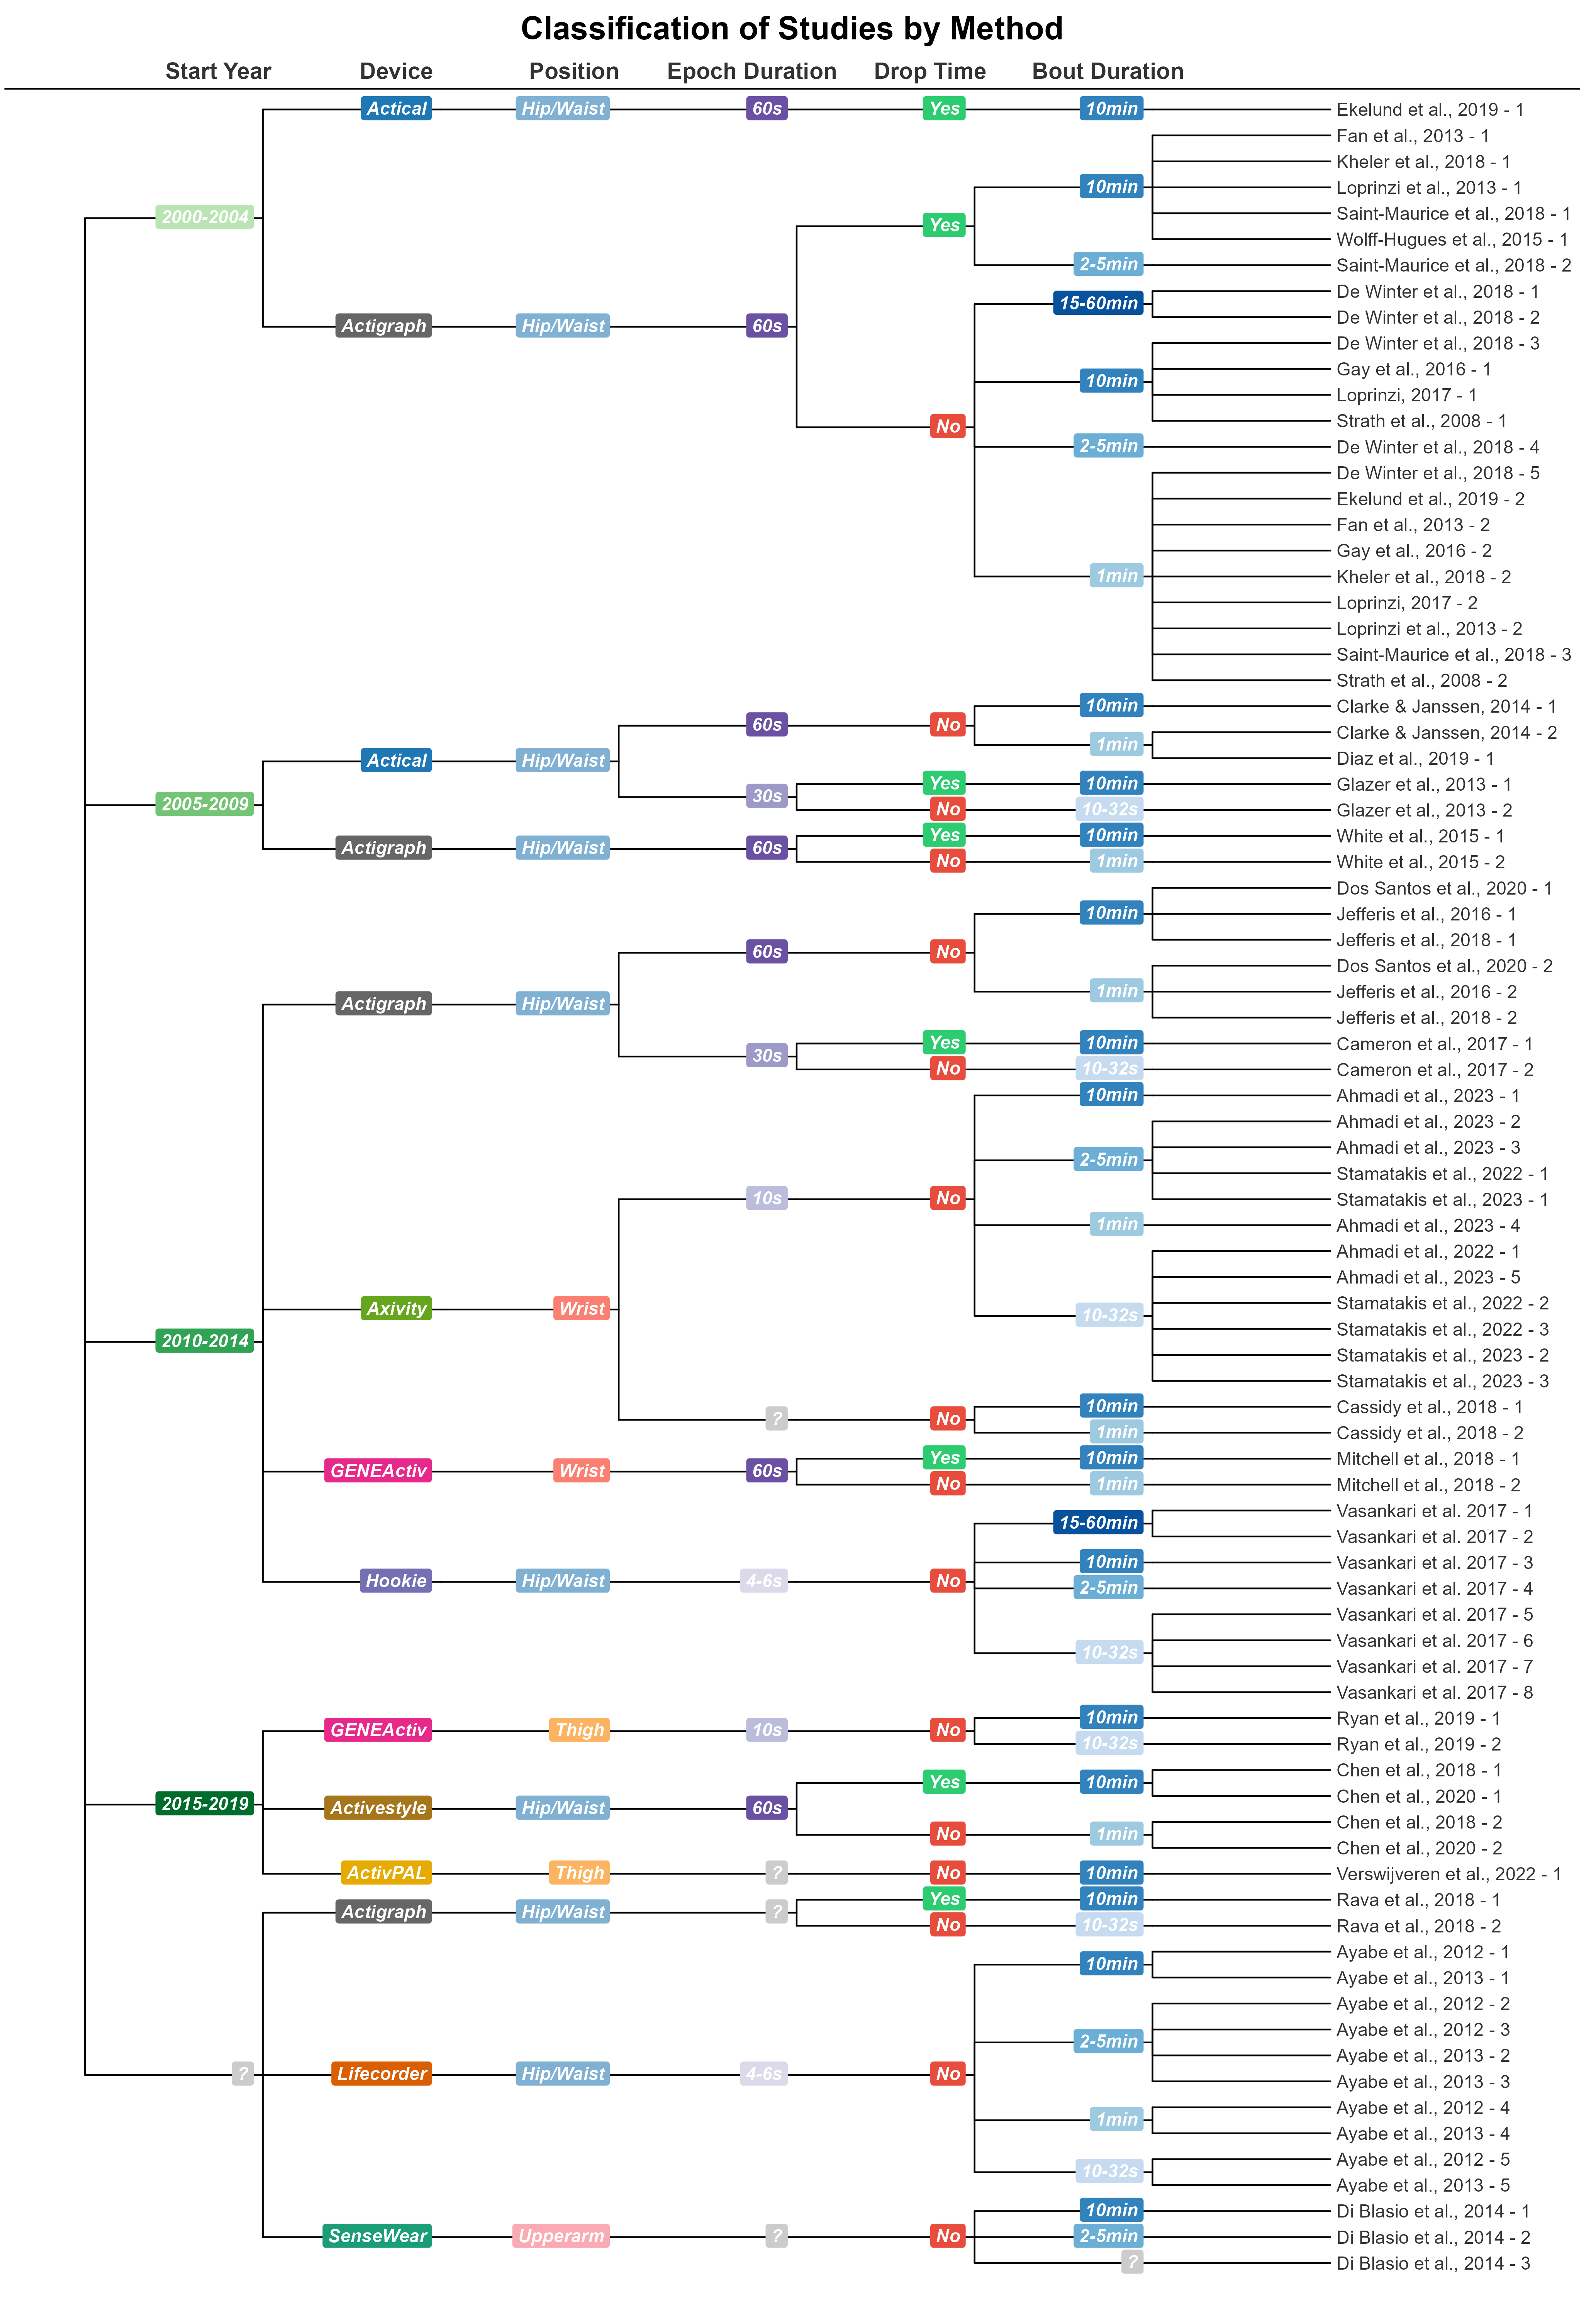 Classification of Studies by Method
Start Year Device Position Epoch Duration Drop Time Bout Duration
Actical Hip/Waist 60s Yes 10min Ekelund et al., 2019 - 1
Fan et al., 2013 - 1
Kheler et al., 2018 - 1
10min Loprinzi et al., 2013 - 1
2000-2004 Saint-Maurice et al., 2018 - 1
Yes Wolff-Hugues et al., 2015 - 1
2-5min Saint-Maurice et al., 2018 - 2
De Winter et al., 2018 - 1
15-60min
Actigraph Hip/Waist 60s De Winter et al., 2018 - 2
De Winter et al., 2018 - 3
Gay et al., 2016 - 1
10min
Loprinzi, 2017 - 1
No Strath et al., 2008 - 1
2-5min De Winter et al., 2018 - 4
De Winter et al., 2018 - 5
Ekelund et al., 2019 - 2
Fan et al., 2013 - 2
Gay et al., 2016 - 2
1min Kheler et al., 2018 - 2
Loprinzi, 2017 - 2
Loprinzi et al., 2013 - 2
Saint-Maurice et al., 2018 - 3
Strath et al., 2008 - 2
10min Clarke & Janssen, 2014 - 1
60s No
Clarke & Janssen, 2014 - 2
1min
Actical Hip/Waist Diaz et al., 2019 - 1
Yes 10min Glazer et al., 2013 - 1
30s
2005-2009 No 10-32s Glazer et al., 2013 - 2
Yes 10min White et al., 2015 - 1
Actigraph Hip/Waist 60s
No 1min White et al., 2015 - 2
Dos Santos et al., 2020 - 1
10min Jefferis et al., 2016 - 1
Jefferis et al., 2018 - 1
60s No
Dos Santos et al., 2020 - 2
1min Jefferis et al., 2016 - 2
Actigraph Hip/Waist
Jefferis et al., 2018 - 2
Yes 10min Cameron et al., 2017 - 1
30s
No 10-32s Cameron et al., 2017 - 2
10min Ahmadi et al., 2023 - 1
Ahmadi et al., 2023 - 2
Ahmadi et al., 2023 - 3
2-5min
Stamatakis et al., 2022 - 1
10s No Stamatakis et al., 2023 - 1
1min Ahmadi et al., 2023 - 4
Ahmadi et al., 2022 - 1
Ahmadi et al., 2023 - 5
Axivity Wrist Stamatakis et al., 2022 - 2
10-32s
Stamatakis et al., 2022 - 3
2010-2014
Stamatakis et al., 2023 - 2
Stamatakis et al., 2023 - 3
10min Cassidy et al., 2018 - 1
? No
1min Cassidy et al., 2018 - 2
Yes 10min Mitchell et al., 2018 - 1
GENEActiv Wrist 60s
No 1min Mitchell et al., 2018 - 2
Vasankari et al. 2017 - 1
15-60min
Vasankari et al. 2017 - 2
10min Vasankari et al. 2017 - 3
Hookie Hip/Waist 4-6s No
2-5min Vasankari et al. 2017 - 4
Vasankari et al. 2017 - 5
Vasankari et al. 2017 - 6
10-32s
Vasankari et al. 2017 - 7
Vasankari et al. 2017 - 8
10min Ryan et al., 2019 - 1
GENEActiv Thigh 10s No
10-32s Ryan et al., 2019 - 2
Chen et al., 2018 - 1
Yes 10min
Chen et al., 2020 - 1
2015-2019 Activestyle Hip/Waist 60s
Chen et al., 2018 - 2
No 1min
Chen et al., 2020 - 2
ActivPAL Thigh ? No 10min Verswijveren et al., 2022 - 1
Yes 10min Rava et al., 2018 - 1
Actigraph Hip/Waist ?
No 10-32s Rava et al., 2018 - 2
Ayabe et al., 2012 - 1
10min
Ayabe et al., 2013 - 1
Ayabe et al., 2012 - 2
Ayabe et al., 2012 - 3
2-5min
Ayabe et al., 2013 - 2
? Lifecorder Hip/Waist 4-6s No Ayabe et al., 2013 - 3
Ayabe et al., 2012 - 4
1min
Ayabe et al., 2013 - 4
Ayabe et al., 2012 - 5
10-32s
Ayabe et al., 2013 - 5
10min Di Blasio et al., 2014 - 1
SenseWear Upperarm ? No 2-5min Di Blasio et al., 2014 - 2
? Di Blasio et al., 2014 - 3